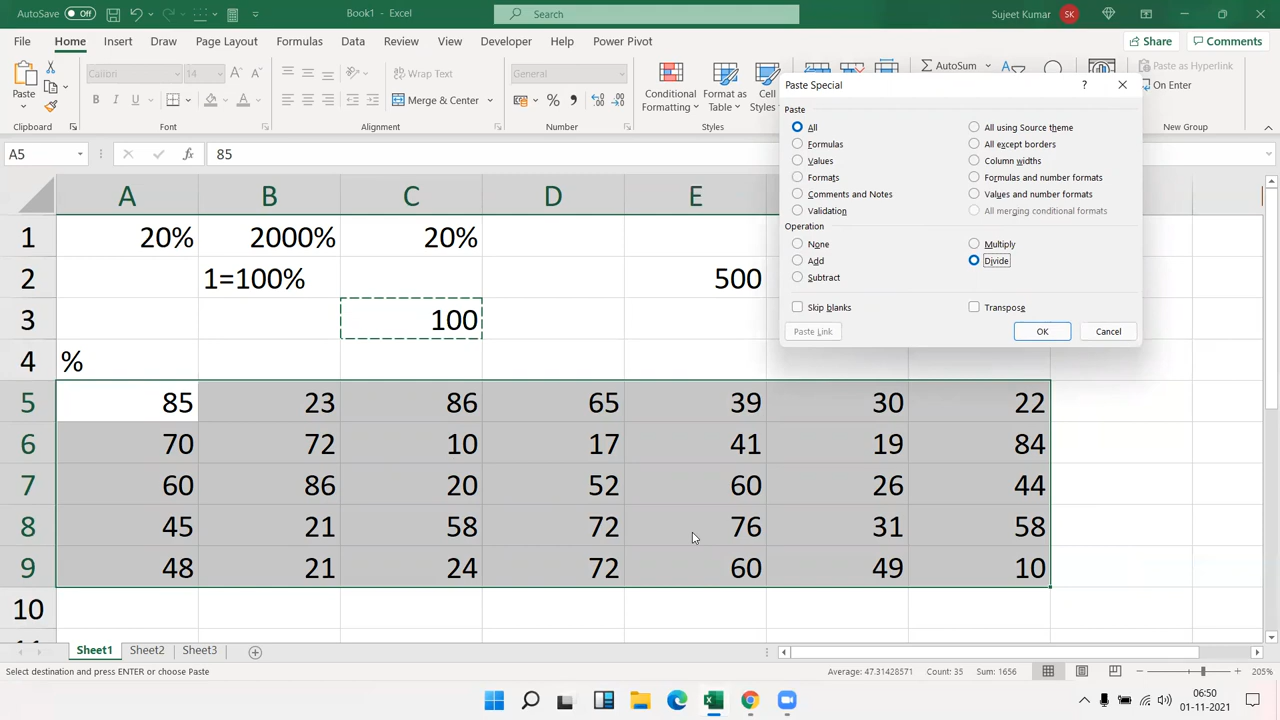 AutoSave Off Book1 - Excel Search Sujeet Kumar SK
File Home Insert Draw Page Layout Formulas Data Review View Developer Help Power Pivot Share Comments
Paste Calibri Wrap Text General Conditional Formatting Format as Table Cell Styles AutoSum Paste as Hyperlink
B I U Merge & Center On Enter
Clipboard Font Alignment Number Styles New Group
A5 fx 85
Paste Special ?
Paste
All All using Source theme
Formulas All except borders
Values Column widths
Formats Formulas and number formats
Comments and Notes Values and number formats
Validation All merging conditional formats
Operation
None Multiply
Add Divide
Subtract
Skip blanks Transpose
Paste Link OK Cancel
A B C D E
1 20% 2000% 20%
2 1=100% 500
3 100
4 %
5 85 23 86 65 39 30 22
6 70 72 10 17 41 19 84
7 60 86 20 52 60 26 44
8 45 21 58 72 76 31 58
9 48 21 24 72 60 49 10
10
Sheet1 Sheet2 Sheet3
Select destination and press ENTER or choose Paste Average: 47.31428571 Count: 35 Sum: 1656 205%
06:50
01-11-2021